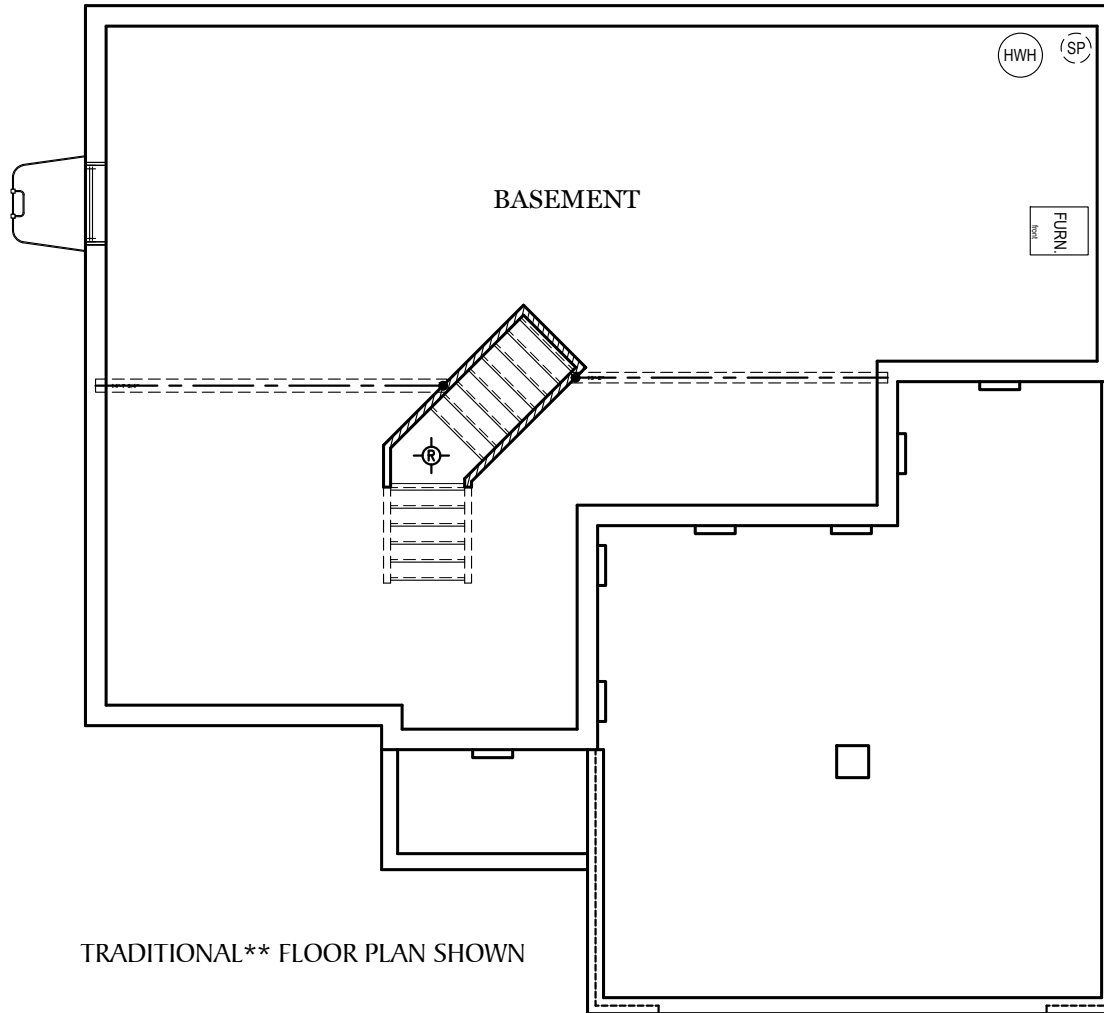 HWH
SP
BASEMENT
FURN.
front
R
TRADITIONAL** FLOOR PLAN SHOWN